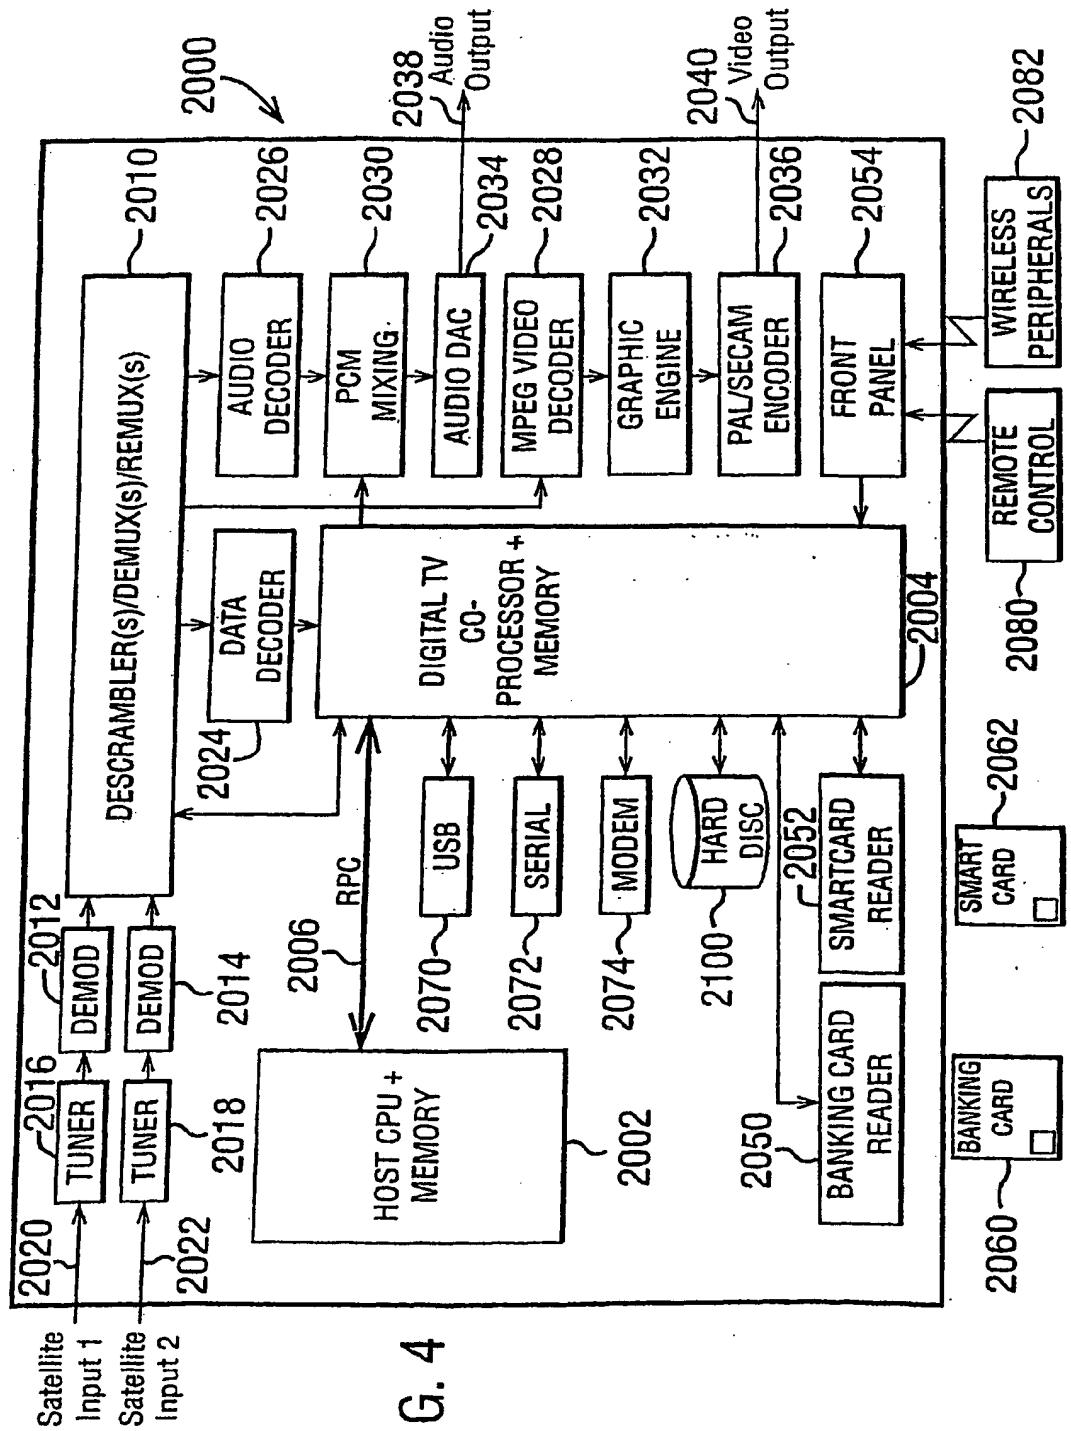 2000
2010
2026
2030
2038
Audio
Output
2034
2028
2032
2040
Video
Output
2036
2054
2082
DESCRAMBLER(s)/DEMUX(s)/REMUX(s)
AUDIO
DECODER
PCM
MIXING
AUDIO DAC
MPEG VIDEO
DECODER
GRAPHIC
ENGINE
PAL/SECAM
ENCODER
FRONT
PANEL
WIRELESS
PERIPHERALS
REMOTE
CONTROL
2080
DATA
DECODER
2024
DIGITAL TV
CO-
PROCESSOR +
MEMORY
2004
2012
DEMOD
DEMOD
2014
2016
TUNER
TUNER
2018
2020
2022
Satellite
Input 1
Satellite
Input 2
RPC
2006
USB
2070
SERIAL
2072
MODEM
2074
HARD
DISC
2100
2052
SMARTCARD
READER
SMART
CARD
2062
HOST CPU +
MEMORY
2002
2050
BANKING CARD
READER
BANKING
CARD
2060
G. 4